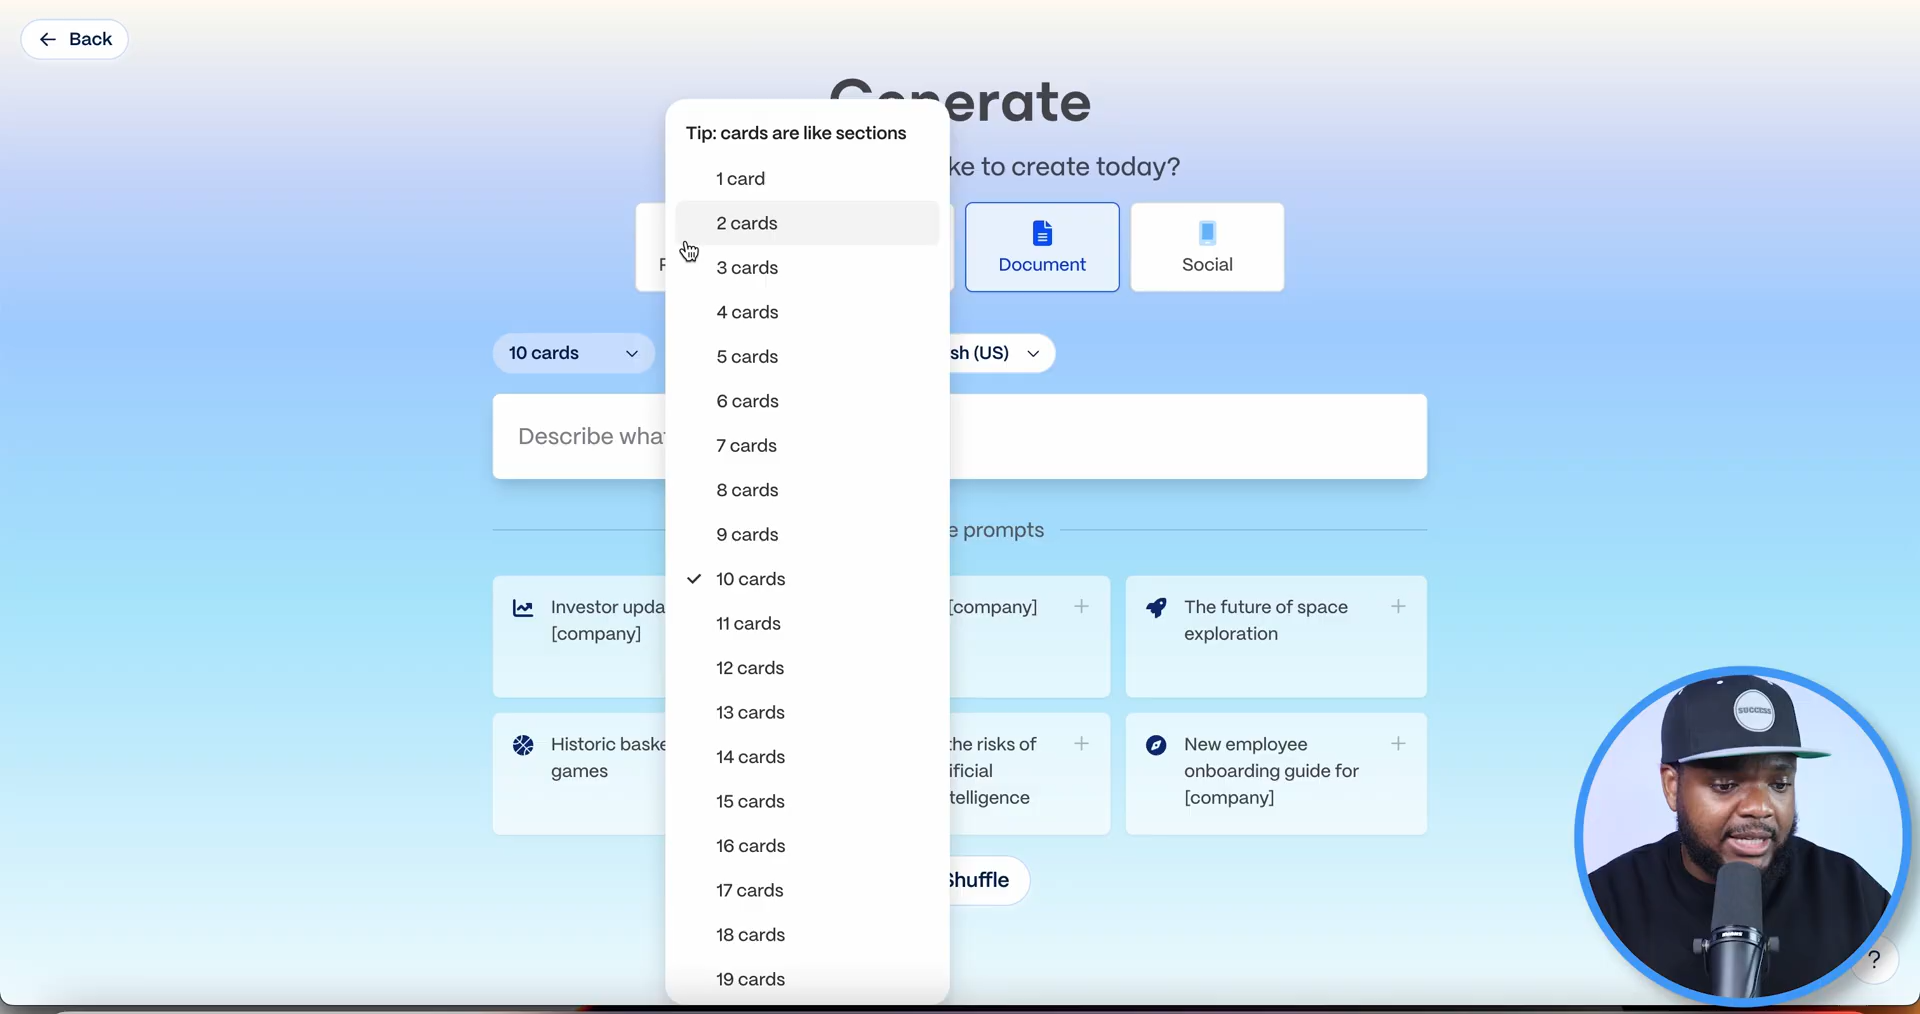 Back
Generate
Tip: cards are like sections
ke to create today?
1 card
2 cards
3 cards
4 cards
5 cards
6 cards
7 cards
8 cards
9 cards
10 cards
11 cards
12 cards
13 cards
14 cards
15 cards
16 cards
17 cards
18 cards
19 cards
Document
Social
10 cards
sh (US)
Describe what
e prompts
Investor upda
[company]
[company]
The future of space
exploration
Historic baske
games
the risks of
ificial
telligence
New employee
onboarding guide for
[company]
Shuffle
SUCCESS
?